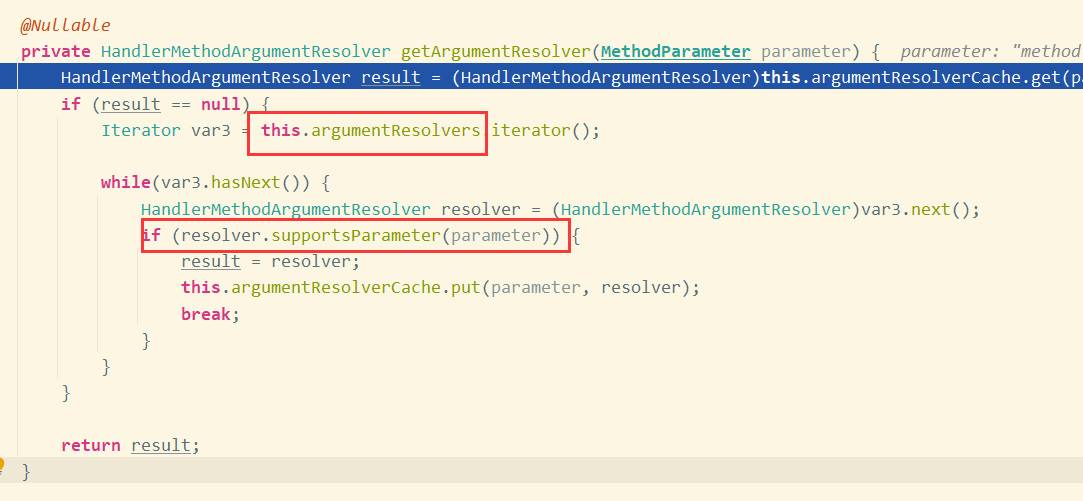 @Nullable
private HandlerMethodArgumentResolver getArgumentResolver(MethodParameter parameter) { parameter: "method
HandlerMethodArgumentResolver result = (HandlerMethodArgumentResolver)this.argumentResolverCache.get(pa
if (result == null) {
Iterator var3 = this.argumentResolvers.iterator();
while(var3.hasNext()) {
HandlerMethodArgumentResolver resolver = (HandlerMethodArgumentResolver)var3.next();
if (resolver.supportsParameter(parameter)) {
result = resolver;
this.argumentResolverCache.put(parameter, resolver);
break;
}
}
}
return result;
}